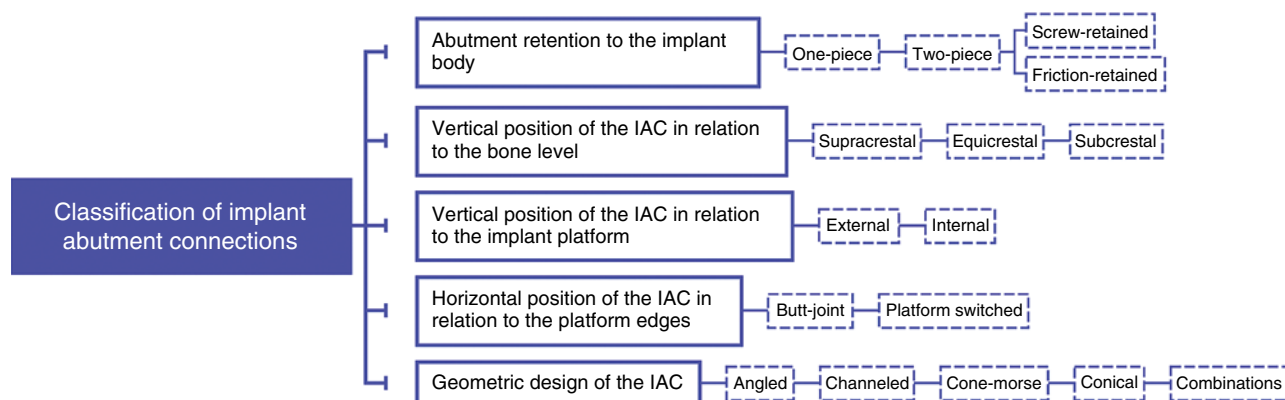 Classification of implant
abutment connections
Abutment retention to the implant
body
One-piece
Two-piece
Screw-retained
Friction-retained
Vertical position of the IAC in relation
to the bone level
Supracrestal
Equicrestal
Subcrestal
Vertical position of the IAC in relation
to the implant platform
External
Internal
Horizontal position of the IAC in
relation to the platform edges
Butt-joint
Platform switched
Geometric design of the IAC
Angled
Channeled
Cone-morse
Conical
Combinations